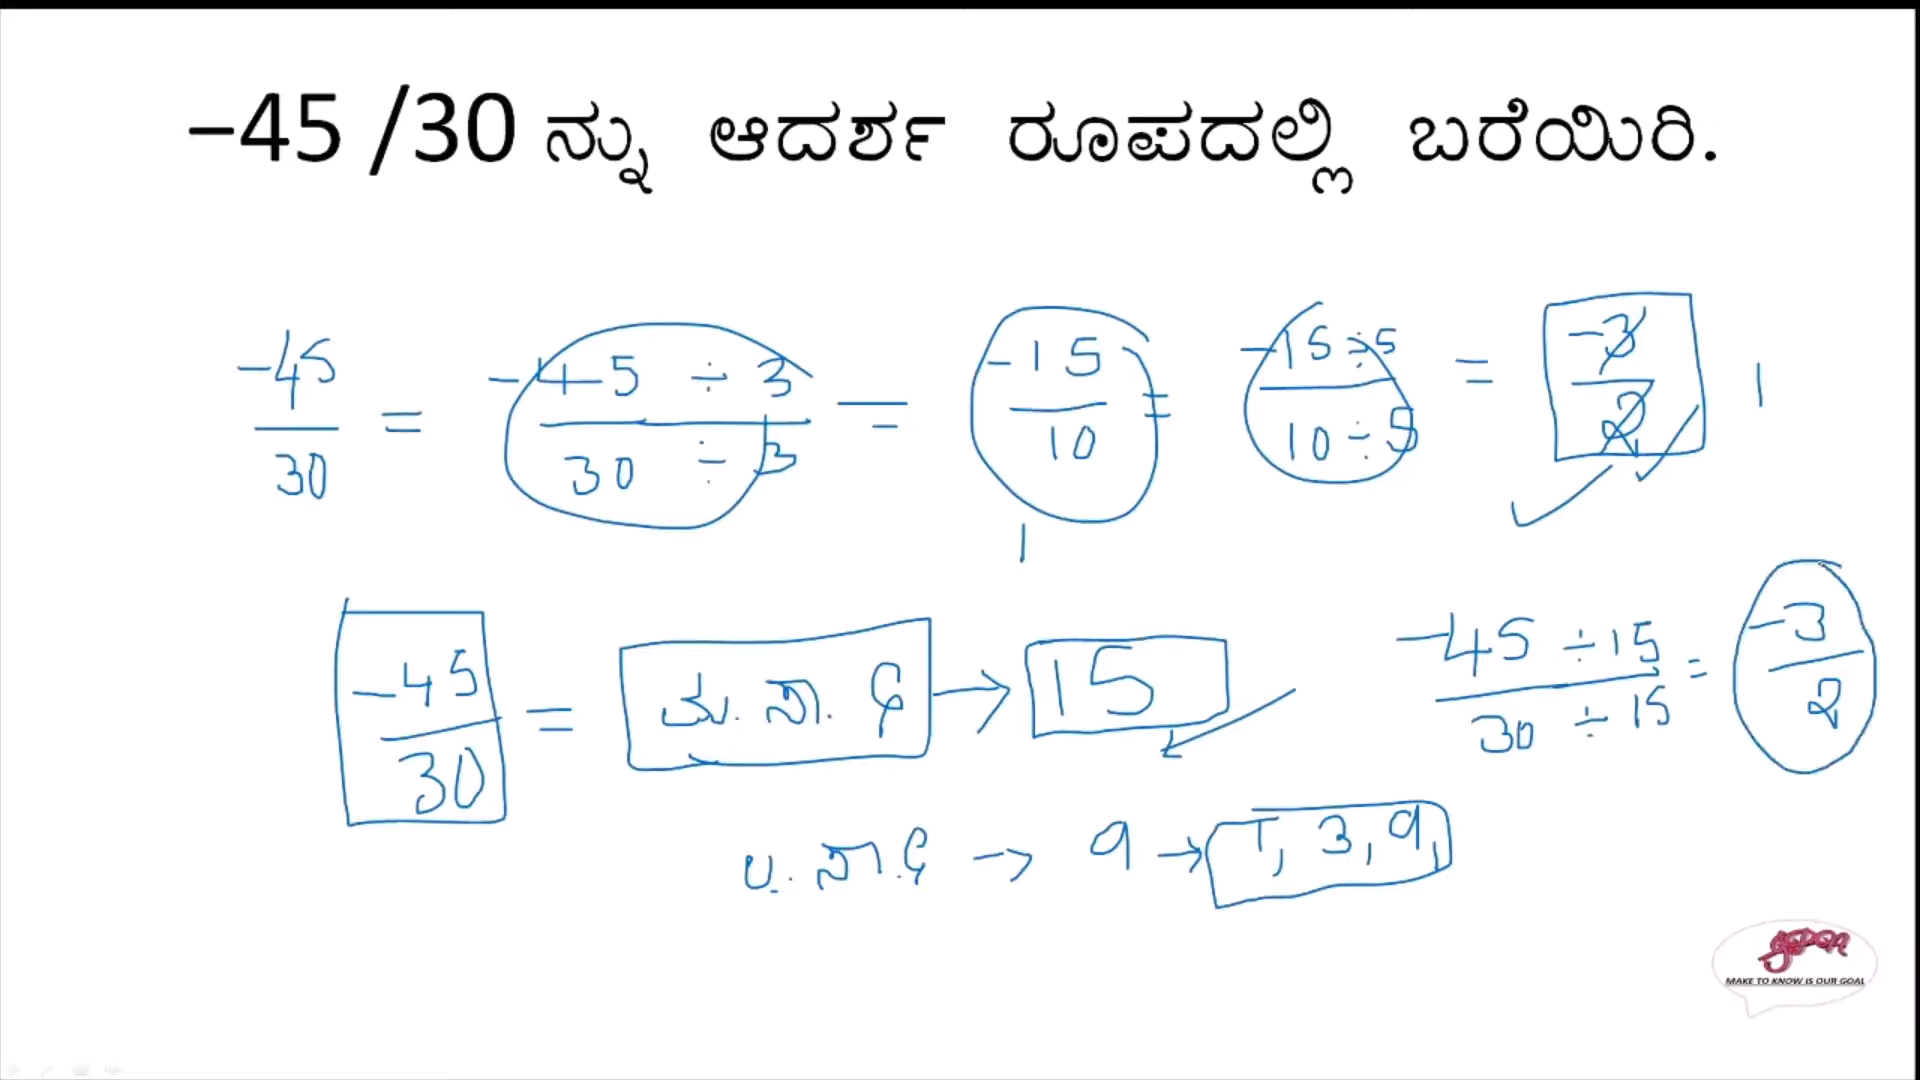 –45 /30 ನ್ನು ಆದರ್ಶ ರೂಪದಲ್ಲಿ ಬರೆಯಿರಿ.
-45/30 = -45 ÷ 3 / 30 ÷ 3 = -15/10 = -15 ÷ 5 / 10 ÷ 5 = -3/2
-45/30 = ಮ. ಸಾ. ಅ → 15
-45 ÷ 15 / 30 ÷ 15 = -3/2
→ 9 → 1, 3, 9,
MAKE TO KNOW IS OUR GOAL